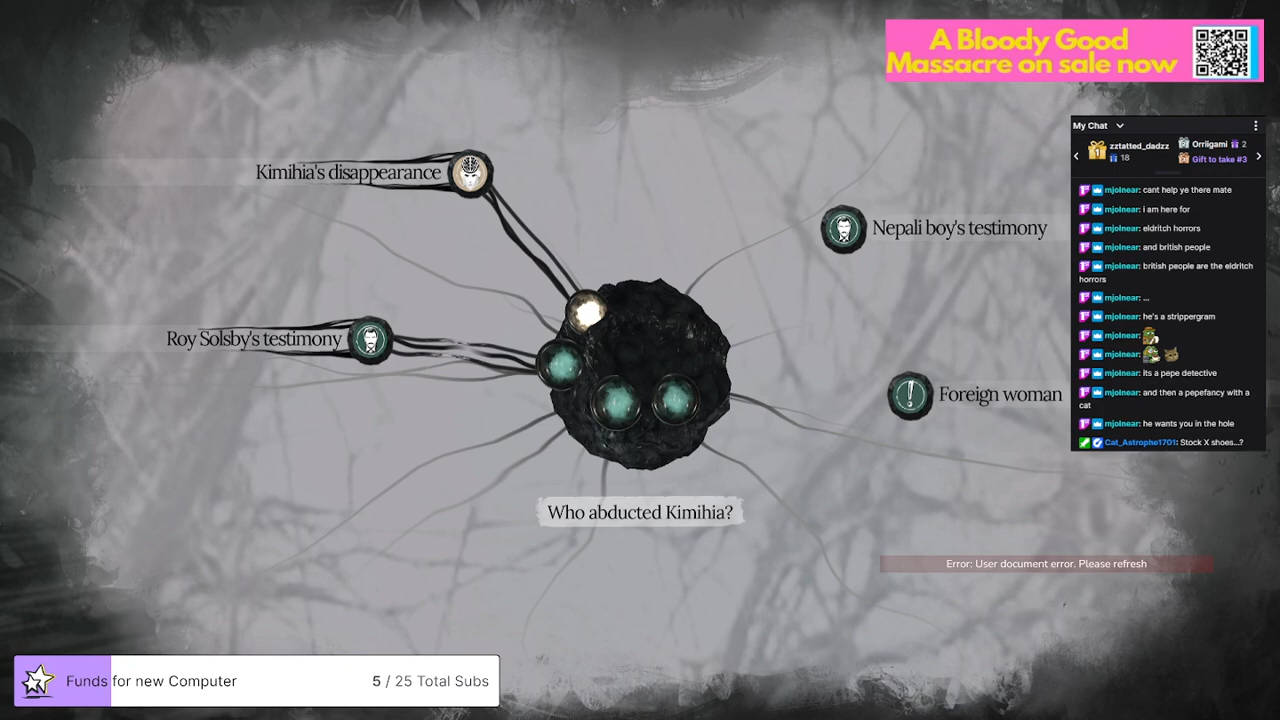 A Bloody Good
Massacre on sale now
My Chat
zztatted_dadzz
18
Orriigami 2
Gift to take #3
mjolnear: cant help ye there mate
mjolnear: i am here for
mjolnear: eldritch horrors
mjolnear: and british people
mjolnear: british people are the eldritch
horrors
mjolnear: ...
mjolnear: he's a strippergram
mjolnear:
mjolnear:
mjolnear: its a pepe detective
mjolnear: and then a pepefancy with a
cat
mjolnear: he wants you in the hole
Cat_Astrophe1701: Stock X shoes...?
Kimihia's disappearance
Nepali boy's testimony
Roy Solsby's testimony
Foreign woman
Who abducted Kimihia?
Error: User document error. Please refresh
Funds for new Computer
5 / 25 Total Subs